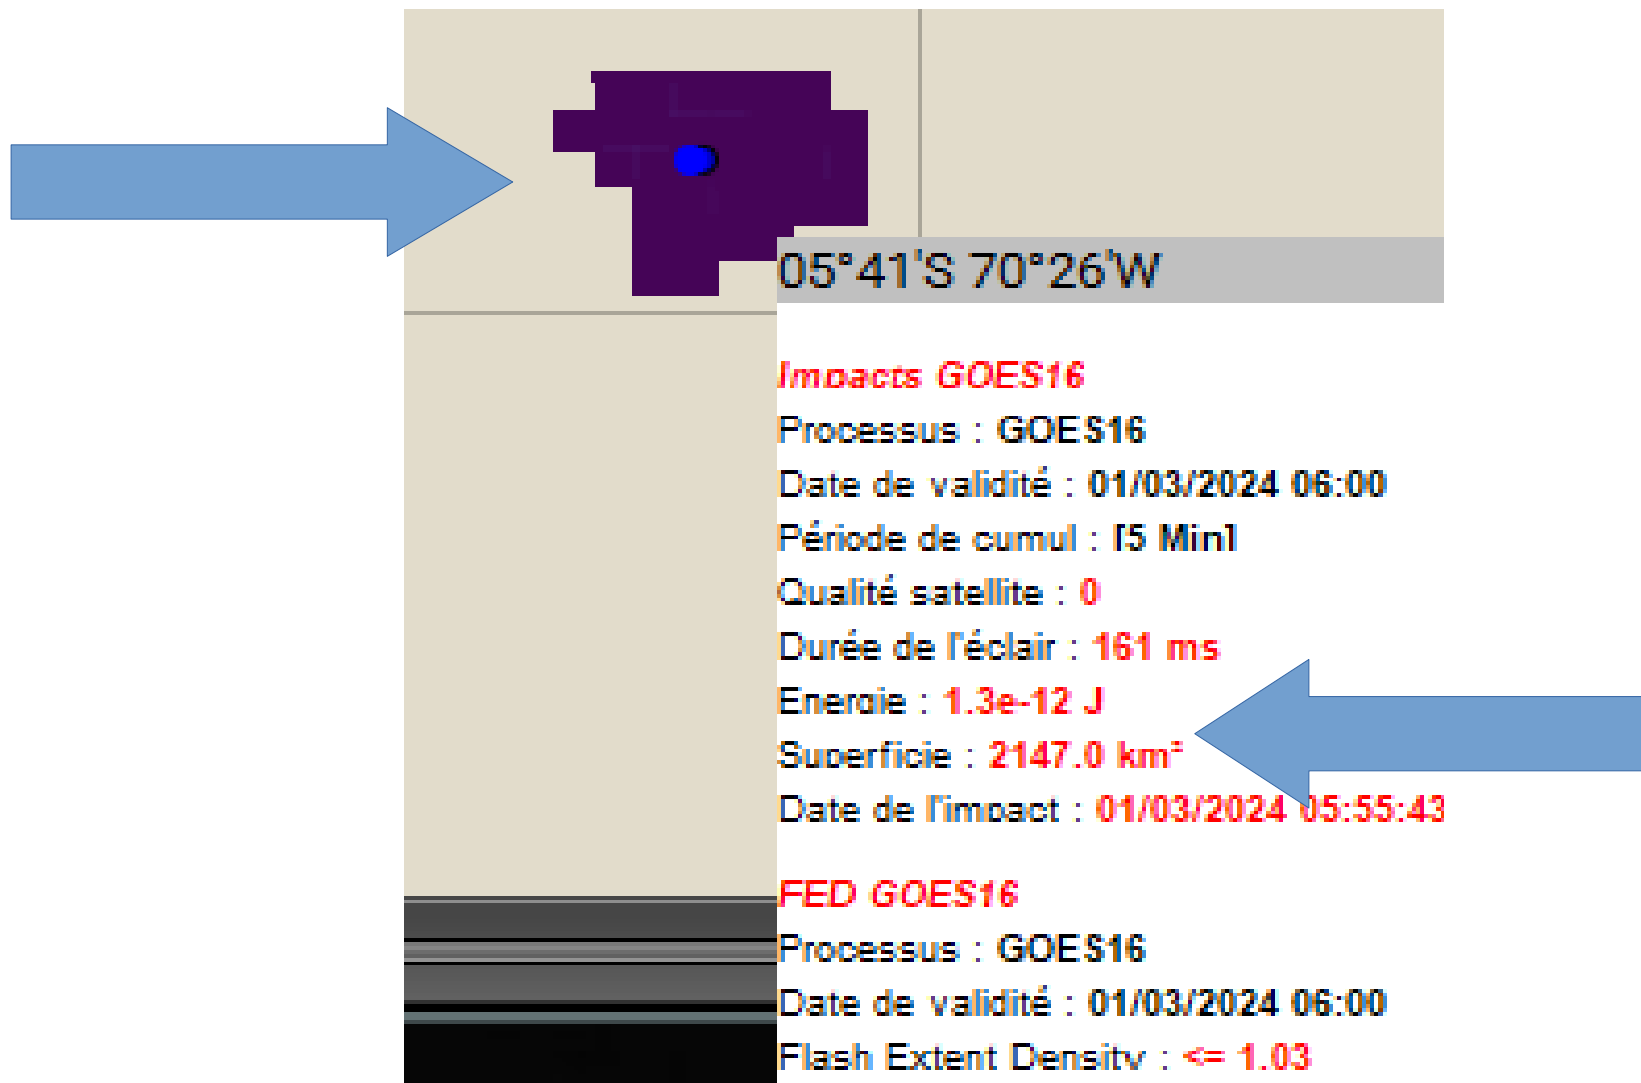 05°41'S 70°26'W
Impacts GOES16
Processus : GOES16
Date de validité : 01/03/2024 06:00
Période de cumul : [5 Min]
Qualité satellite : 0
Durée de l'éclair : 161 ms
Energie : 1.3e-12 J
Superficie : 2147.0 km²
Date de l'impact : 01/03/2024 05:55:43
FED GOES16
Processus : GOES16
Date de validité : 01/03/2024 06:00
Flash Extent Density : <= 1.03